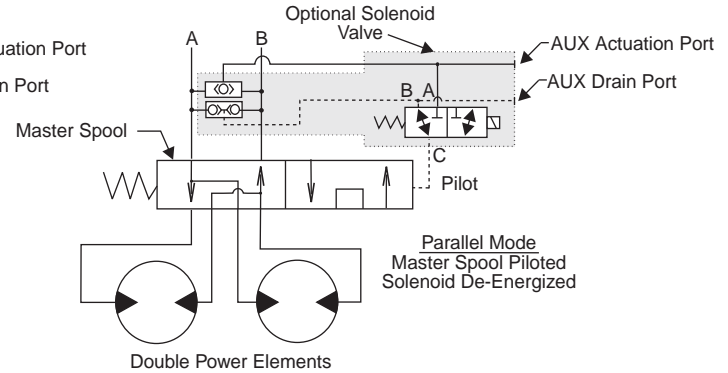 Optional Solenoid
Valve
A
B
AUX Actuation Port
uation Port
n Port
AUX Drain Port
B A
Master Spool
C
Pilot
Parallel Mode
Master Spool Piloted
Solenoid De-Energized
Double Power Elements